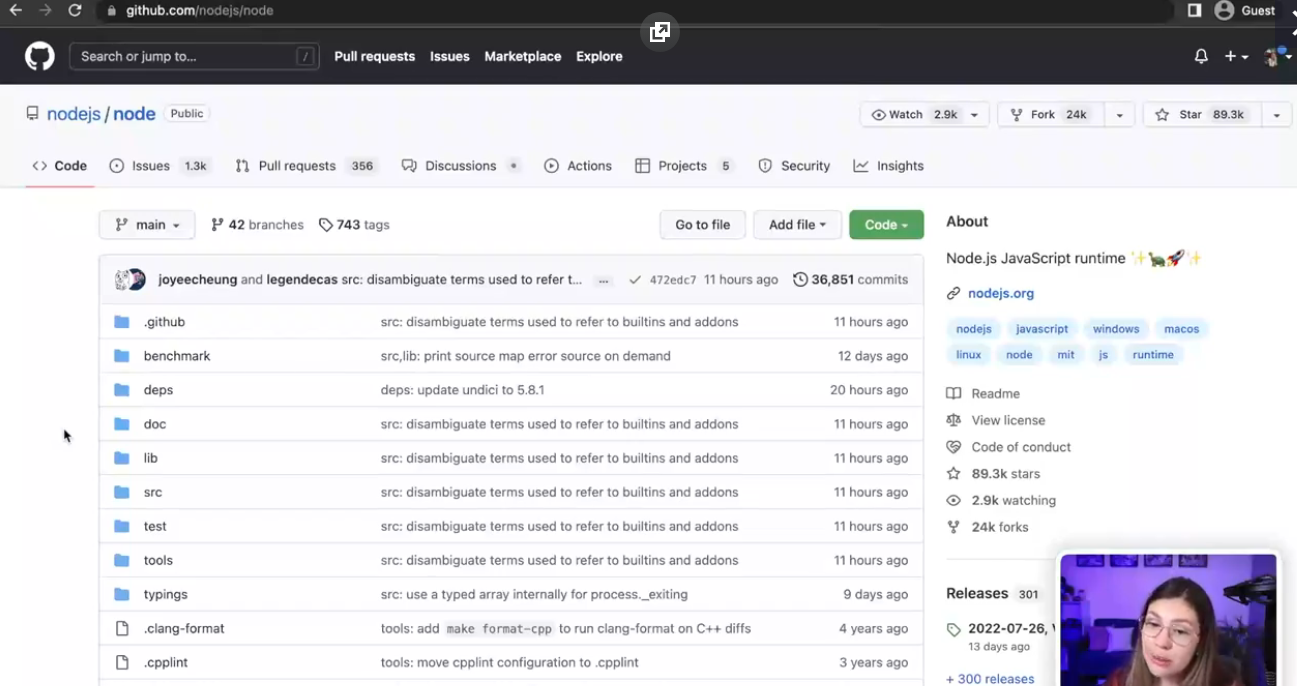 github.com/nodejs/node
Guest
Search or jump to... /
Pull requests Issues Marketplace Explore
nodejs / node Public
Watch 2.9k Fork 24k Star 89.3k
Code Issues 1.3k Pull requests 356 Discussions Actions Projects 5 Security Insights
main 42 branches 743 tags Go to file Add file Code
joyeecheung and legendecas src: disambiguate terms used to refer t... ... 472edc7 11 hours ago 36,851 commits
.github src: disambiguate terms used to refer to builtins and addons 11 hours ago
benchmark src,lib: print source map error source on demand 12 days ago
deps deps: update undici to 5.8.1 20 hours ago
doc src: disambiguate terms used to refer to builtins and addons 11 hours ago
lib src: disambiguate terms used to refer to builtins and addons 11 hours ago
src src: disambiguate terms used to refer to builtins and addons 11 hours ago
test src: disambiguate terms used to refer to builtins and addons 11 hours ago
tools src: disambiguate terms used to refer to builtins and addons 11 hours ago
typings src: use a typed array internally for process._exiting 9 days ago
.clang-format tools: add make format-cpp to run clang-format on C++ diffs 4 years ago
.cpplint tools: move cpplint configuration to .cpplint 3 years ago
About
Node.js JavaScript runtime ✨🐢🚀✨
nodejs.org
nodejs javascript windows macos
linux node mit js runtime
Readme
View license
Code of conduct
89.3k stars
2.9k watching
24k forks
Releases 301
2022-07-26,
13 days ago
+ 300 releases